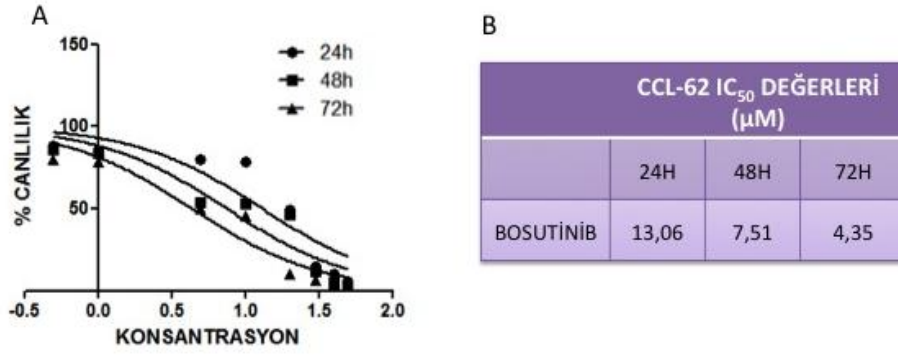 A
150
100
50
% CANLILIK
24h
48h
72h
-0.5 0.0 0.5 1.0 1.5 2.0
KONSANTRASYON
B
CCL-62 IC50 DEĞERLERİ
(µM)
24H 48H 72H
BOSUTİNİB 13,06 7,51 4,35